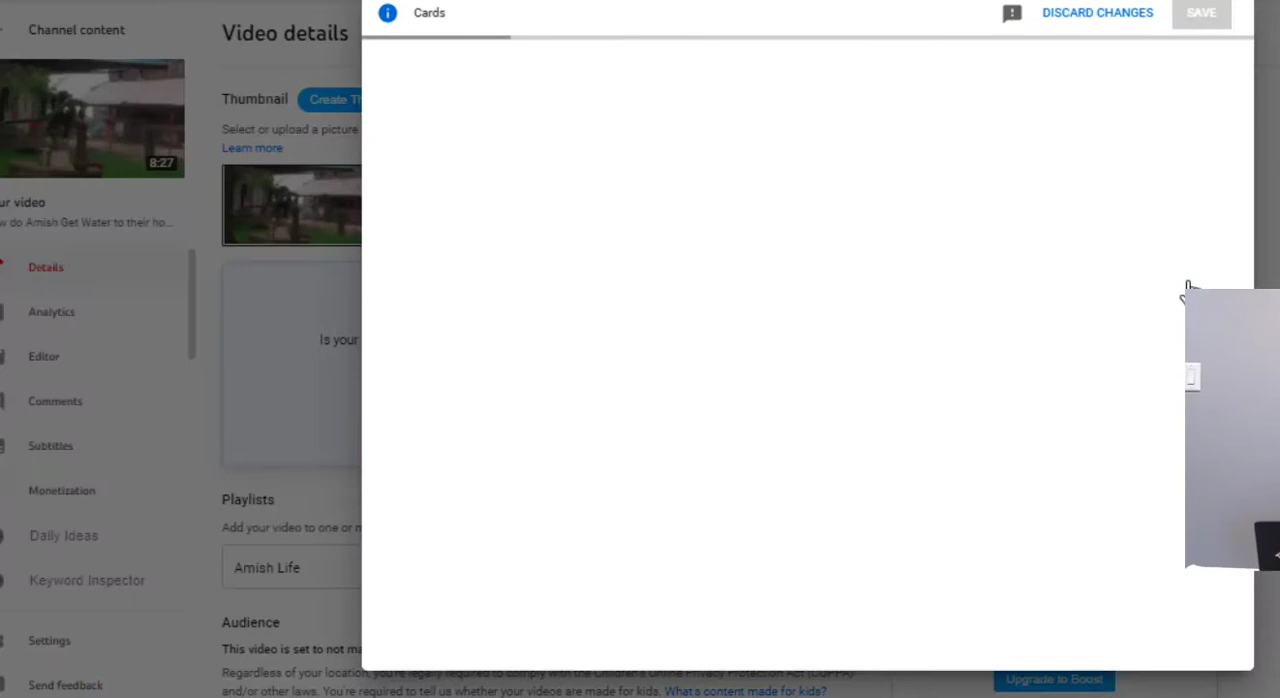 Cards
DISCARD CHANGES
SAVE
Channel content
8:27
ur video
w do Amish Get Water to their ho...
Details
Analytics
Editor
Comments
Subtitles
Monetization
Daily Ideas
Keyword Inspector
Settings
Send feedback
Video details
Thumbnail
Create Th
Select or upload a picture
Learn more
Is your
Playlists
Add your video to one or m
Amish Life
Audience
This video is set to not ma
Regardless of your location, you're legally required to comply with the Children's Online Privacy Protection Act (COPPA)
and/or other laws. You're required to tell us whether your videos are made for kids. What's content made for kids?
Upgrade to Boost